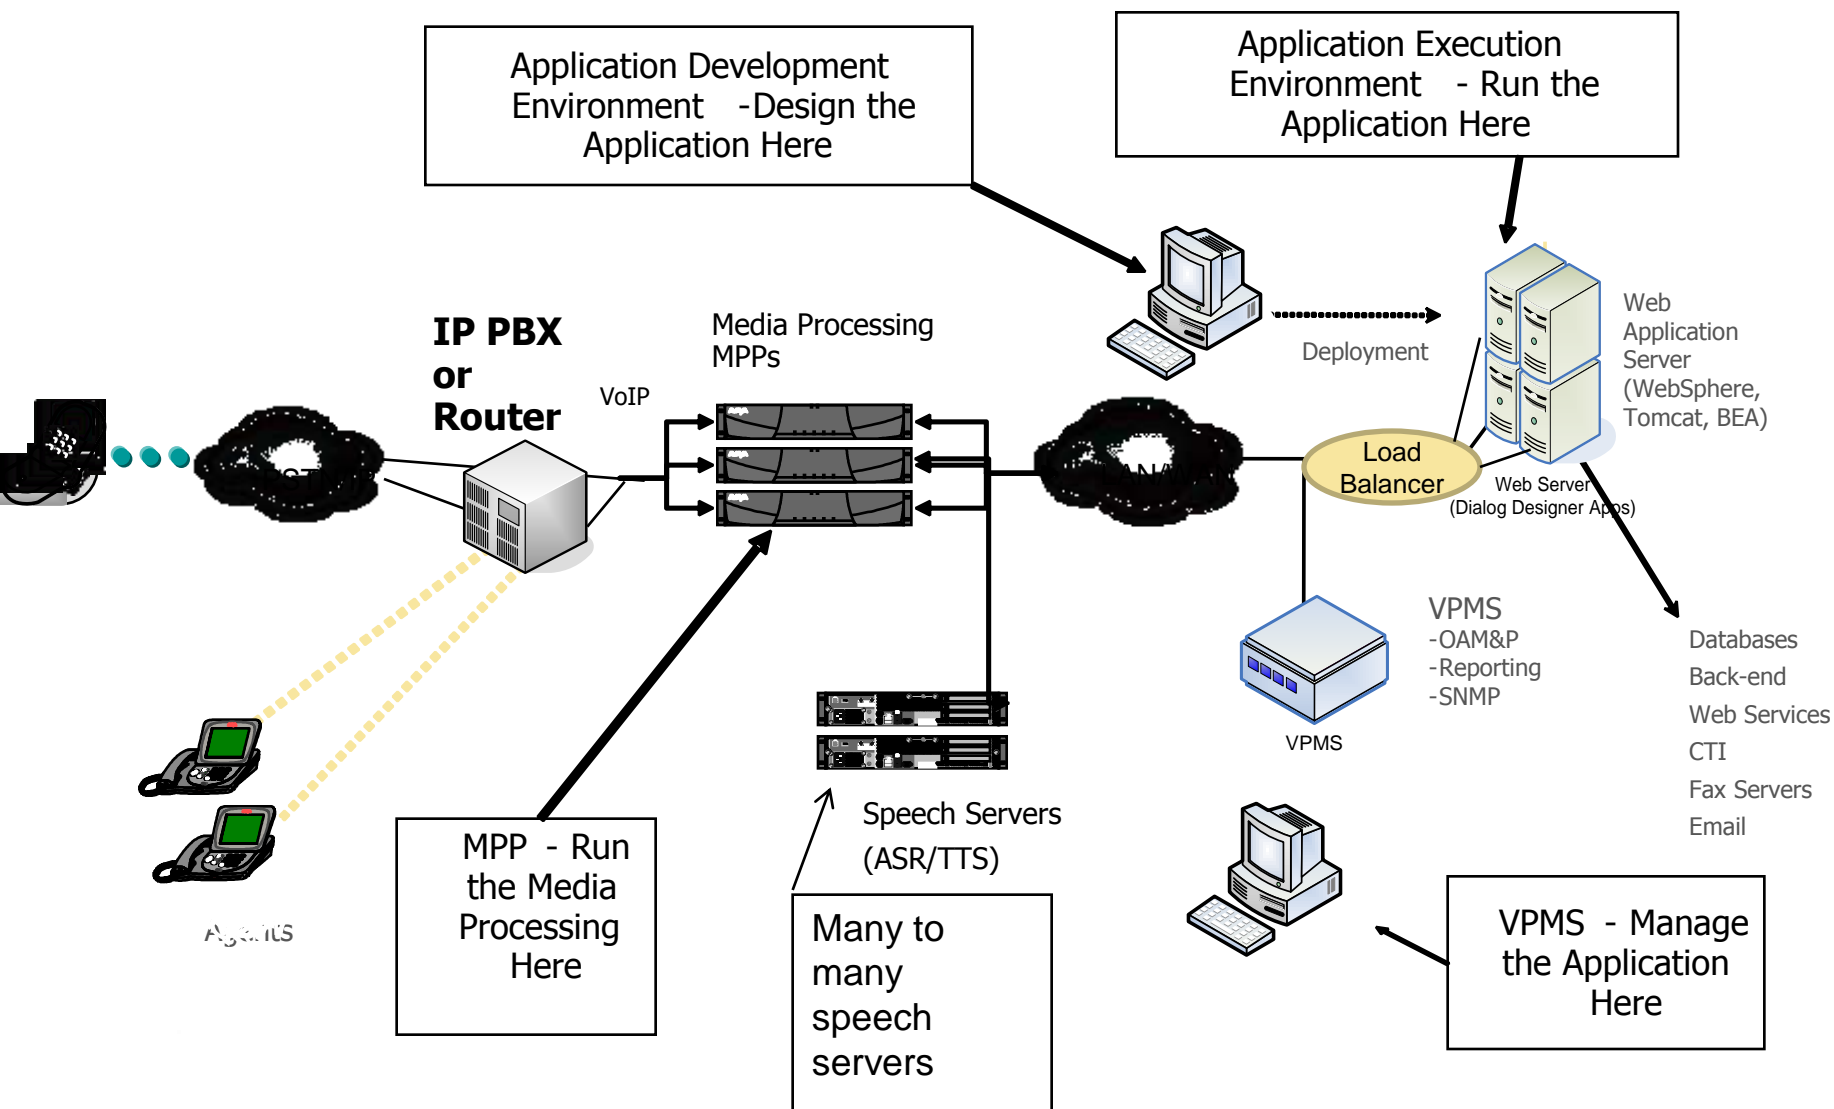 Application Development
Environment -Design the
Application Here
Application Execution
Environment - Run the
Application Here
IP PBX
or
Router
VoIP
Media Processing
MPPs
Deployment
Web
Application
Server
(WebSphere,
Tomcat, BEA)
Load
Balancer
Web Server
(Dialog Designer Apps)
VPMS
-OAM&P
-Reporting
-SNMP
VPMS
Databases
Back-end
Web Services
CTI
Fax Servers
Email
Speech Servers
(ASR/TTS)
Agents
MPP - Run
the Media
Processing
Here
Many to
many
speech
servers
VPMS - Manage
the Application
Here